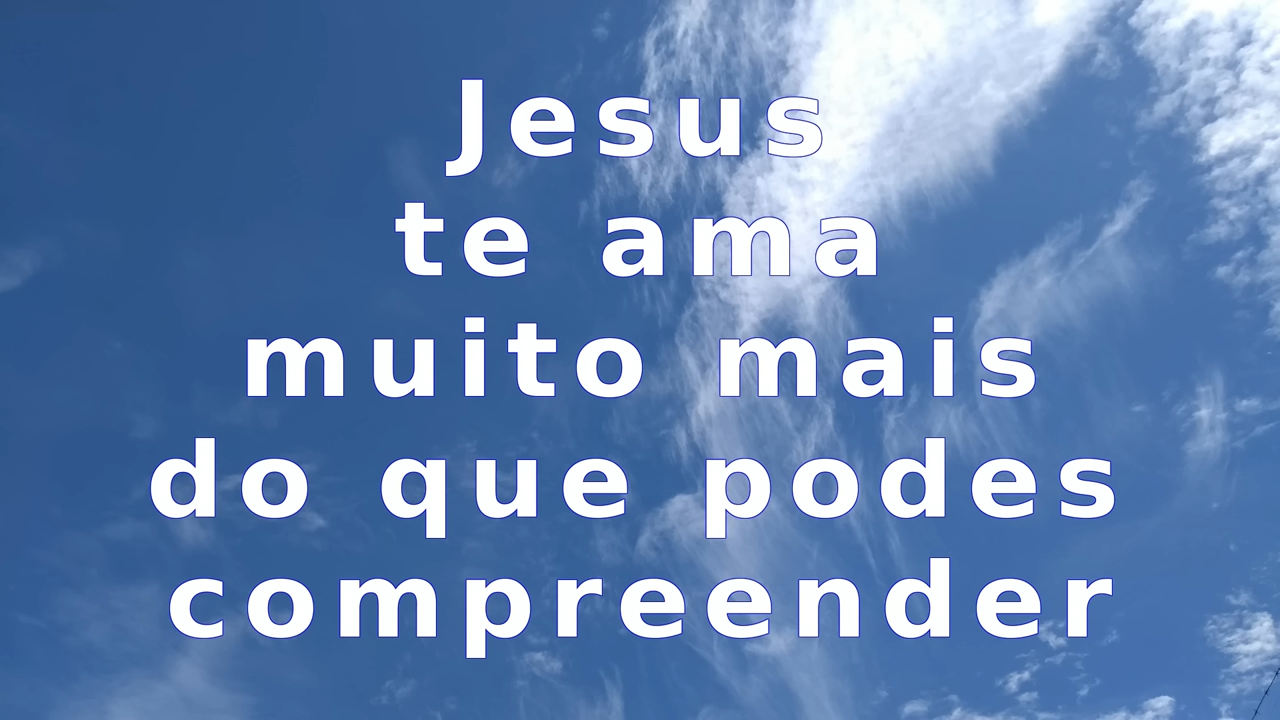 Jesus
te ama
muito mais
do que podes
compreender